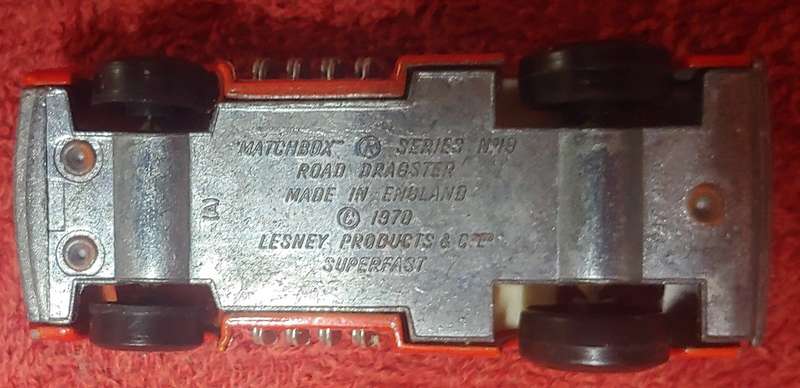 "MATCHBOX" ® SERIES Nº19
ROAD DRAGSTER
MADE IN ENGLAND
© 1970
LESNEY PRODUCTS & Cº Lᵀᴰ
SUPERFAST